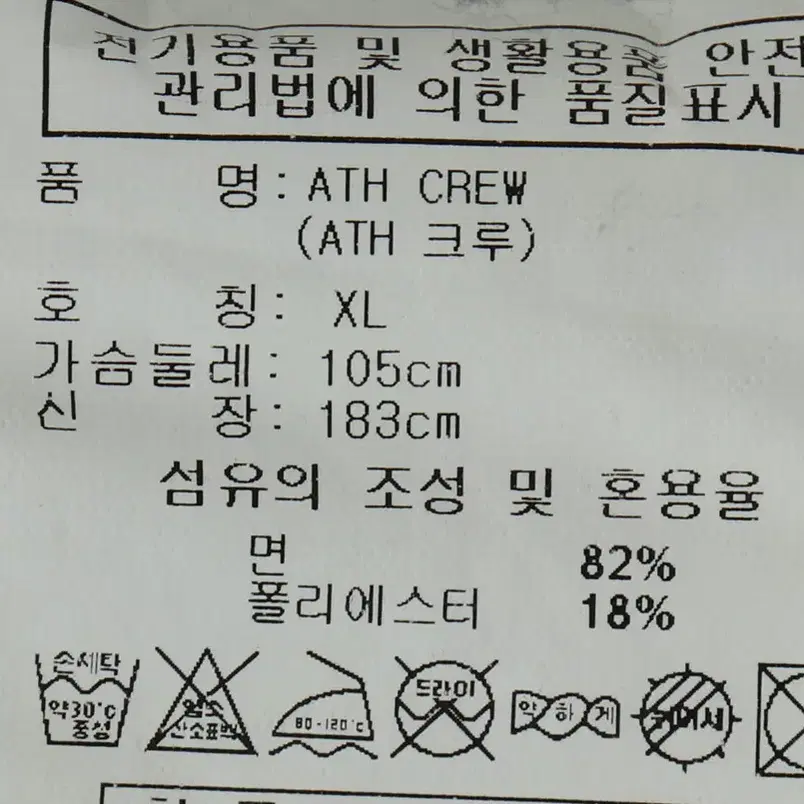 전기용품 및 생활용품 안전
관리법에 의한 품질표시
품 명: ATH CREW
(ATH 크루)
호 칭: XL
가슴둘레: 105cm
신 장: 183cm
섬유의 조성 및 혼용율
면 82%
폴리에스터 18%
손세탁
약30°C
중성
염소
산소표백
80-120°C
드라이
약하게